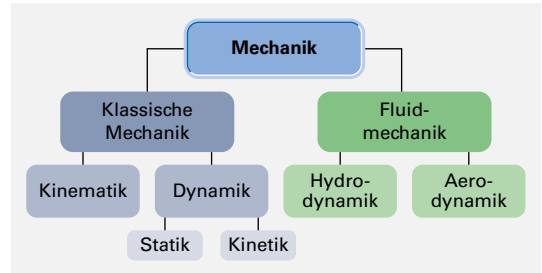 Mechanik
Klassische
Mechanik
Fluid-
mechanik
Kinematik
Dynamik
Hydro-
dynamik
Aero-
dynamik
Statik
Kinetik